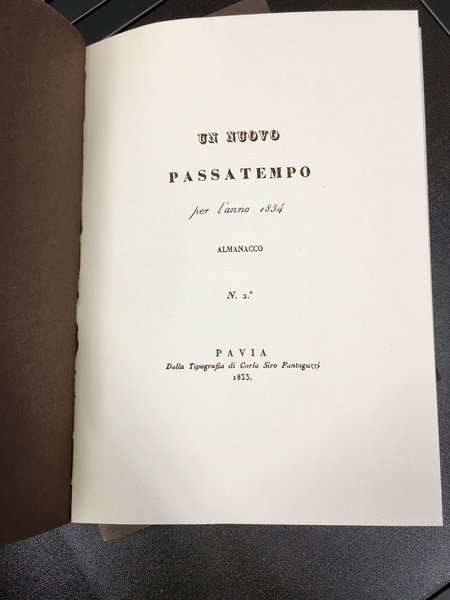 UN NUOVO
PASSATEMPO
per l'anno 1834
ALMANACCO
N. 2.°
PAVIA
Dalla Tipografia di Carlo Siro Fantaguzzi
1833.